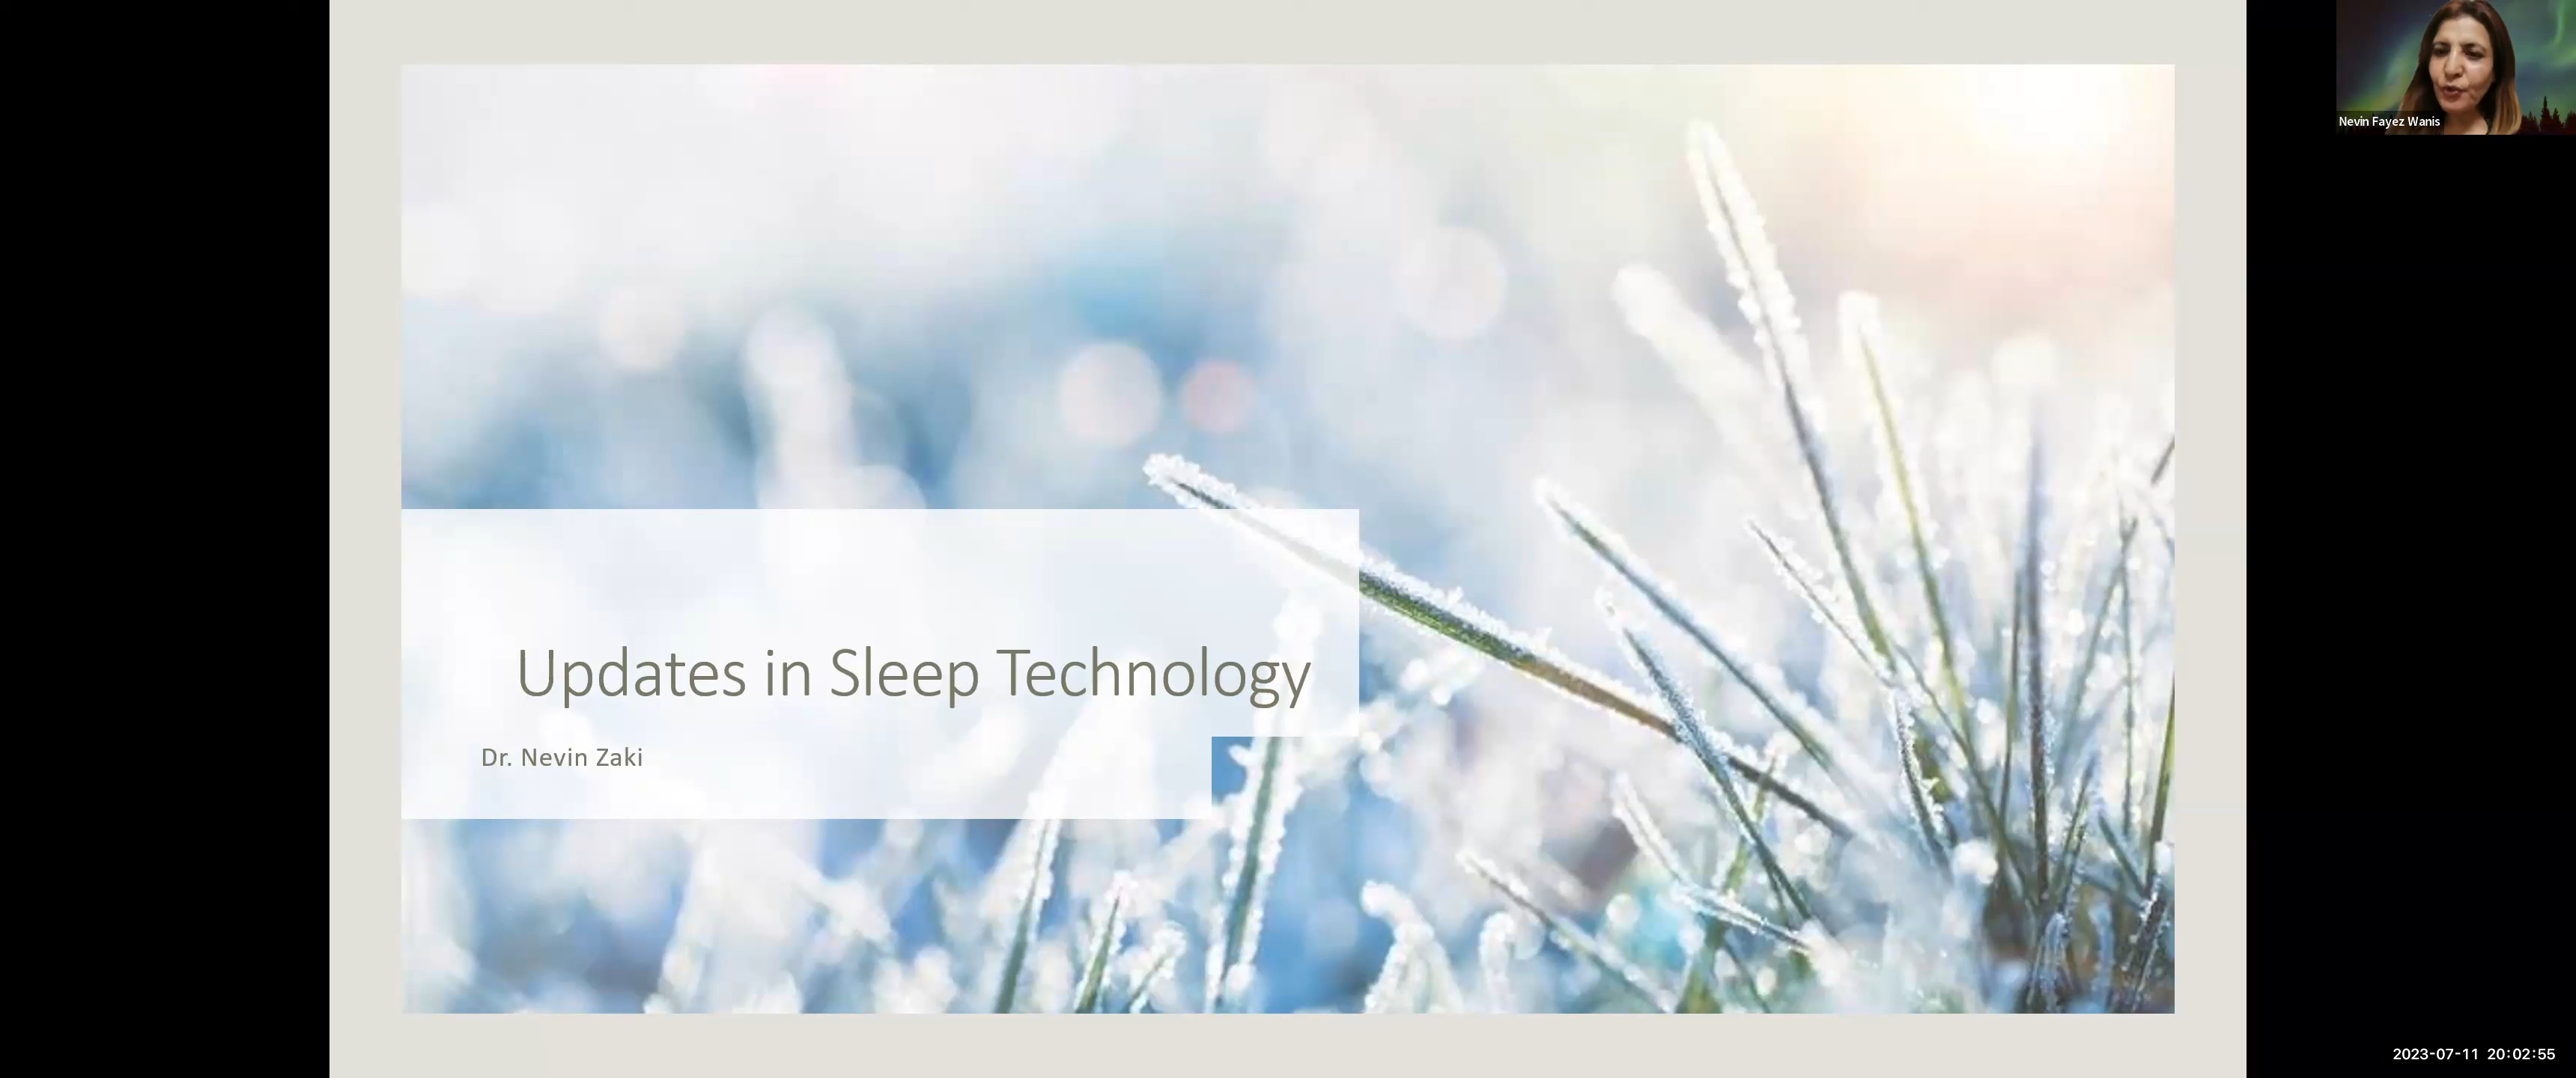 Nevin Fayez Wanis
Updates in Sleep Technology
Dr. Nevin Zaki
2023-07-11 20:02:55